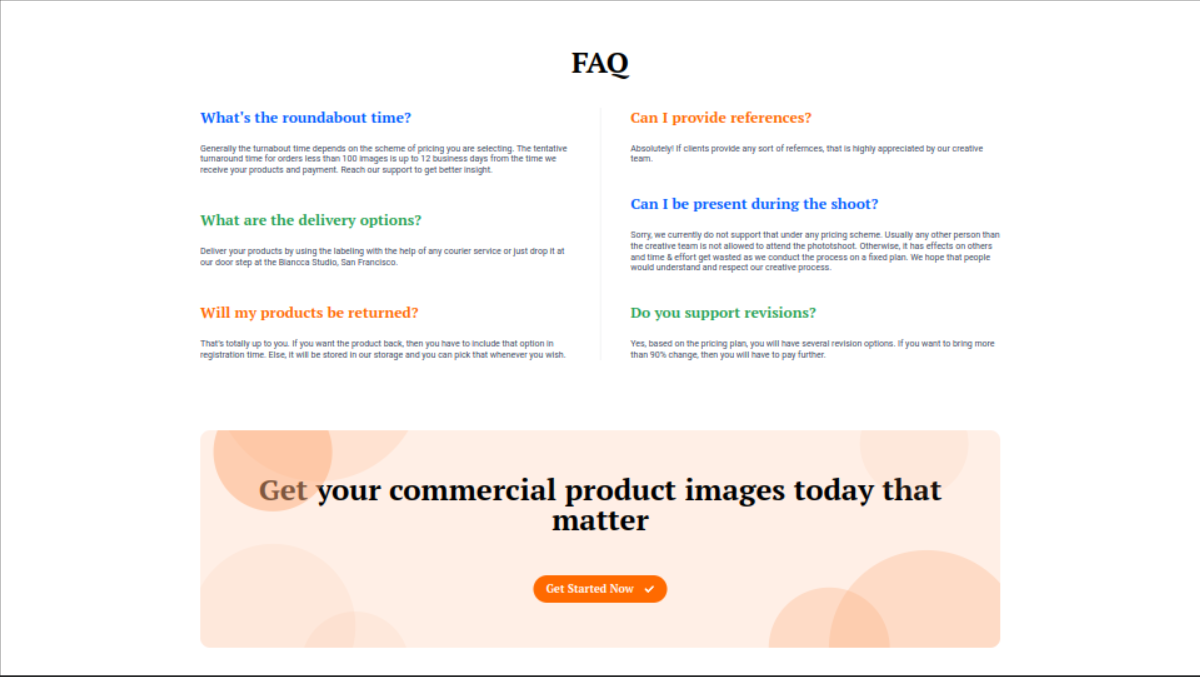 FAQ
What's the roundabout time?
Generally the turnabout time depends on the scheme of pricing you are selecting. The tentative
turnaround time for orders less than 100 images is up to 12 business days from the time we
receive your products and payment. Reach our support to get better insight.
What are the delivery options?
Deliver your products by using the labeling with the help of any courier service or just drop it at
our door step at the Biancca Studio, San Francisco.
Will my products be returned?
That's totally up to you. If you want the product back, then you have to include that option in
registration time. Else, it will be stored in our storage and you can pick that whenever you wish.
Can I provide references?
Absolutely! If clients provide any sort of refernces, that is highly appreciated by our creative
team.
Can I be present during the shoot?
Sorry, we currently do not support that under any pricing scheme. Usually any other person than
the creative team is not allowed to attend the phototshoot. Otherwise, it has effects on others
and time & effort get wasted as we conduct the process on a fixed plan. We hope that people
would understand and respect our creative process.
Do you support revisions?
Yes, based on the pricing plan, you will have several revision options. If you want to bring more
than 90% change, then you will have to pay further.
Get your commercial product images today that
matter
Get Started Now